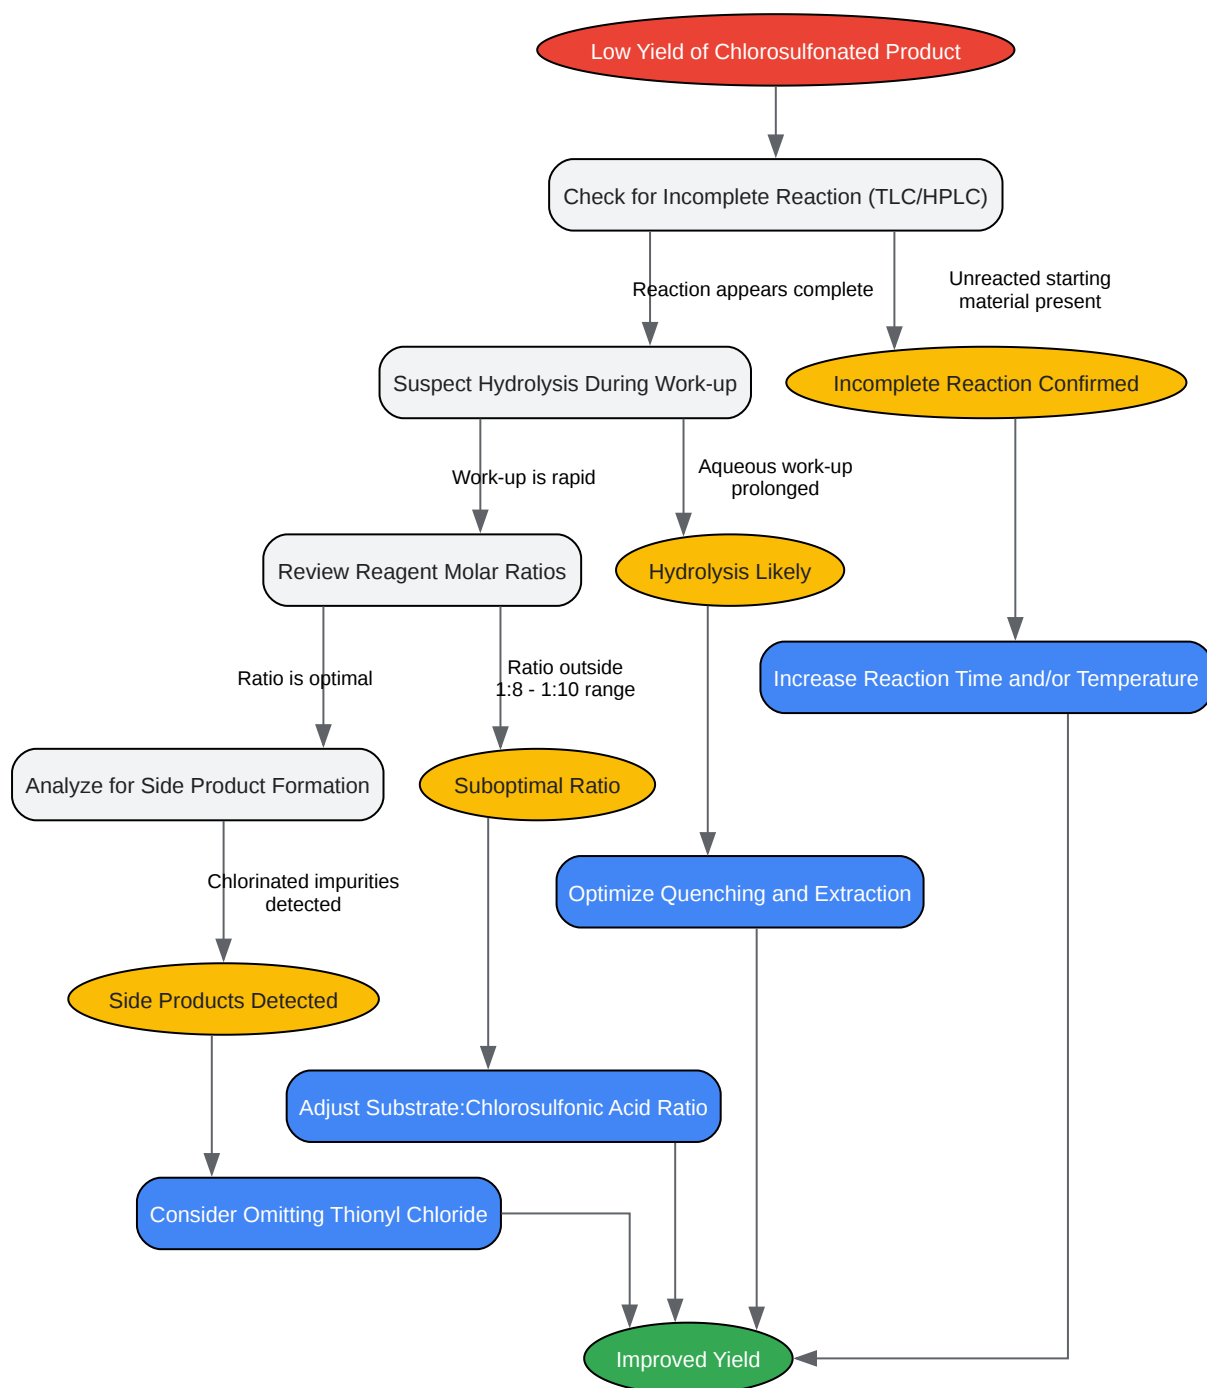 Low Yield of Chlorosulfonated Product
Check for Incomplete Reaction (TLC/HPLC)
Reaction appears complete
Unreacted starting
material present
Suspect Hydrolysis During Work-up
Incomplete Reaction Confirmed
Work-up is rapid
Aqueous work-up
prolonged
Review Reagent Molar Ratios
Hydrolysis Likely
Ratio is optimal
Ratio outside
1:8 - 1:10 range
Increase Reaction Time and/or Temperature
Analyze for Side Product Formation
Suboptimal Ratio
Chlorinated impurities
detected
Optimize Quenching and Extraction
Side Products Detected
Adjust Substrate:Chlorosulfonic Acid Ratio
Consider Omitting Thionyl Chloride
Improved Yield